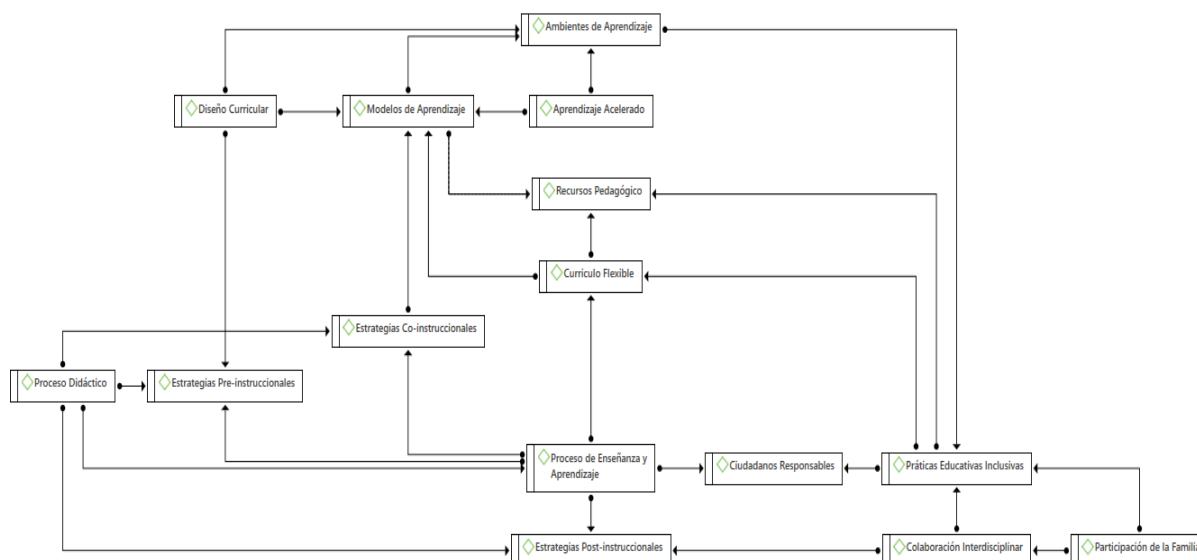 Ambientes de Aprendizaje
Diseño Curricular
Modelos de Aprendizaje
Aprendizaje Acelerado
Recursos Pedagógico
Currículo Flexible
Estrategias Co-instruccionales
Proceso Didáctico
Estrategias Pre-instruccionales
Proceso de Enseñanza y
Aprendizaje
Ciudadanos Responsables
Práticas Educativas Inclusivas
Estrategias Post-instruccionales
Colaboración Interdisciplinar
Participación de la Familia